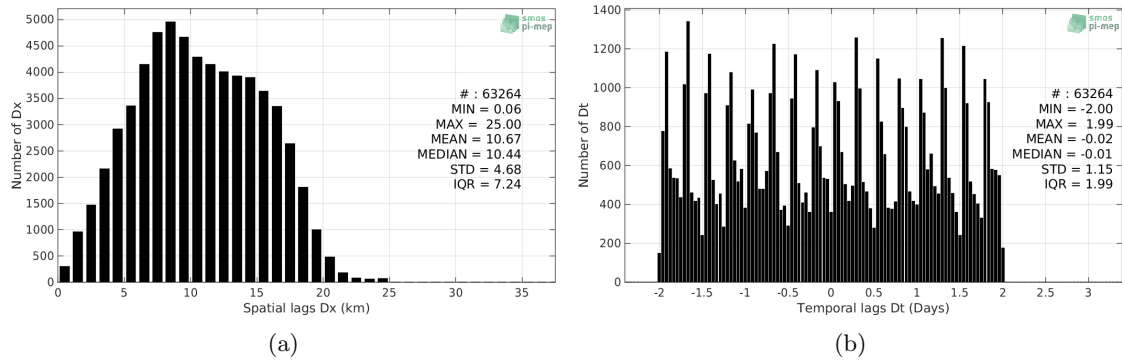 5000
4500
4000
3500
3000
2500
2000
1500
1000
500
0
Number of Dx
smos
pi-mep
# : 63264
MIN = 0.06
MAX = 25.00
MEAN = 10.67
MEDIAN = 10.44
STD = 4.68
IQR = 7.24
0 5 10 15 20 25 30 35
Spatial lags Dx (km)
(a)
1400
1200
1000
800
600
400
200
0
Number of Dt
smos
pi-mep
# : 63264
MIN = -2.00
MAX = 1.99
MEAN = -0.02
MEDIAN = -0.01
STD = 1.15
IQR = 1.99
-2 -1.5 -1 -0.5 0 0.5 1 1.5 2 2.5 3
Temporal lags Dt (Days)
(b)